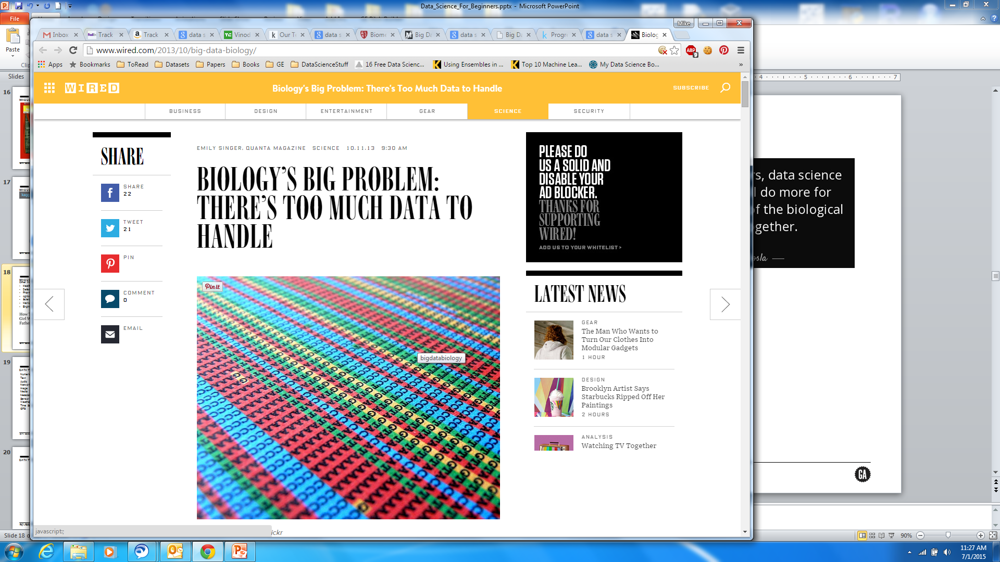 Data_Science_For_Beginners.pptx - Microsoft PowerPoint
File
Mike
Inbox
Track
Track
data s
Vinod
Our T
data s
Biome
Big Da
data s
Big Da
Progr
data s
Biolog
www.wired.com/2013/10/big-data-biology/
ABP
9
Apps
Bookmarks
ToRead
Datasets
Papers
Books
GE
DataScienceStuff
16 Free Data Scienc...
Using Ensembles in ...
Top 10 Machine Lea...
My Data Science Bo...
»
Paste
Slides
16
17
18
19
20
WIRED
Biology's Big Problem: There's Too Much Data to Handle
SUBSCRIBE
BUSINESS
DESIGN
ENTERTAINMENT
GEAR
SCIENCE
SECURITY
SHARE
SHARE
22
TWEET
21
PIN
COMMENT
0
EMAIL
EMILY SINGER, QUANTA MAGAZINE SCIENCE 10.11.13 9:30 AM
BIOLOGY'S BIG PROBLEM:
THERE'S TOO MUCH DATA TO
HANDLE
Pin it
bigdatabiology
PLEASE DO
US A SOLID AND
DISABLE YOUR
AD BLOCKER.
THANKS FOR
SUPPORTING
WIRED!
ADD US TO YOUR WHITELIST >
LATEST NEWS
GEAR
The Man Who Wants to
Turn Our Clothes Into
Modular Gadgets
1 HOUR
DESIGN
Brooklyn Artist Says
Starbucks Ripped Off Her
Paintings
2 HOURS
ANALYSIS
Watching TV Together
4 5 6 7
s, data science
l do more for
of the biological
gether.
osla —
GA
javascript:;
ickr
Slide 18 o
90%
11:27 AM
7/1/2015